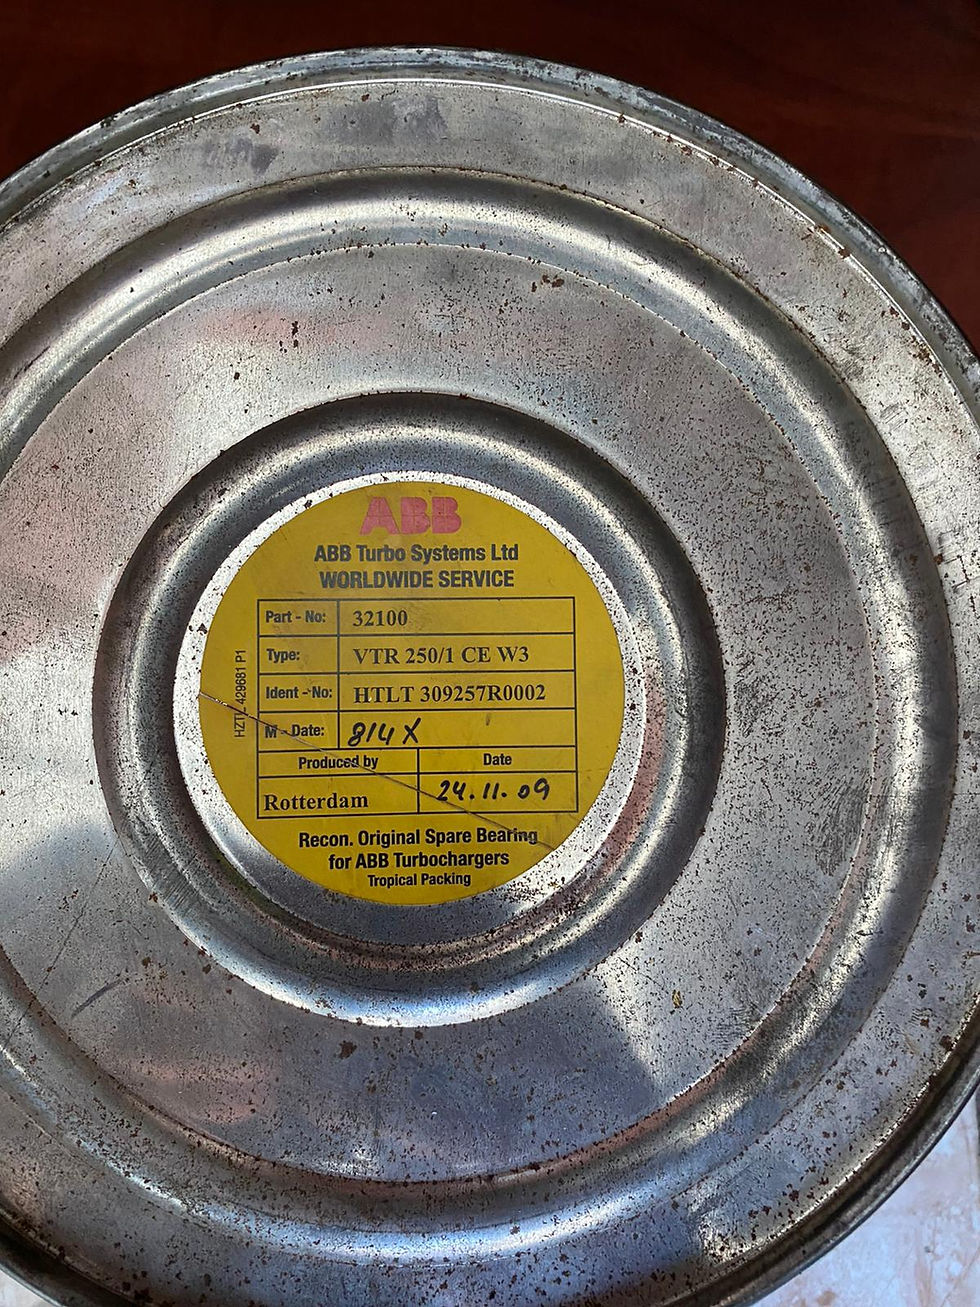 ABB
ABB Turbo Systems Ltd
WORLDWIDE SERVICE
Part - No: 32100
Type: VTR 250/1 CE W3
Ident - No: HTLT 309257R0002
M - Date: 814X
Produced by Date
Rotterdam 24.11.09
Recon. Original Spare Bearing
for ABB Turbochargers
Tropical Packing
429681 P1